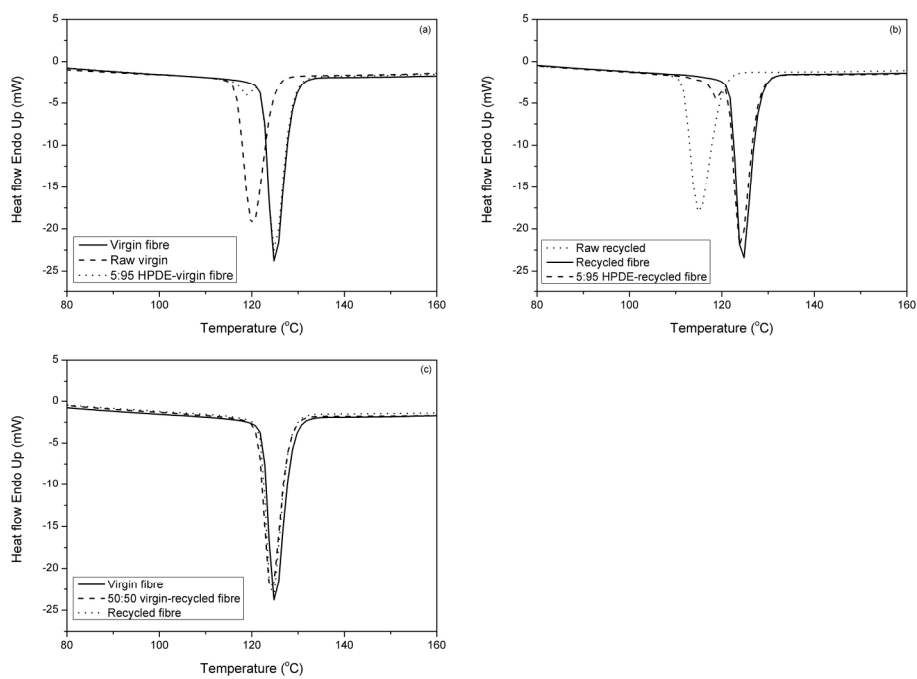 (a)
5
0
-5
-10
-15
-20
-25
Heat flow Endo Up (mW)
Virgin fibre
Raw virgin
5:95 HPDE-virgin fibre
80 100 120 140 160
Temperature (°C)
(b)
5
0
-5
-10
-15
-20
-25
Heat flow Endo Up (mW)
Raw recycled
Recycled fibre
5:95 HPDE-recycled fibre
80 100 120 140 160
Temperature (°C)
(c)
5
0
-5
-10
-15
-20
-25
Heat flow Endo Up (mW)
Virgin fibre
50:50 virgin-recycled fibre
Recycled fibre
80 100 120 140 160
Temperature (°C)